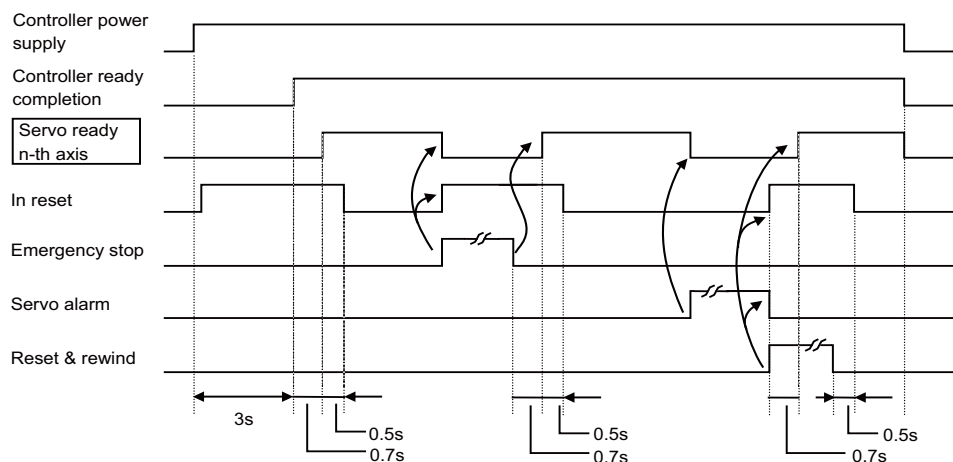 Controller power
supply
Controller ready
completion
Servo ready
n-th axis
In reset
Emergency stop
Servo alarm
Reset & rewind
3s
0.5s
0.7s
0.5s
0.7s
0.5s
0.7s